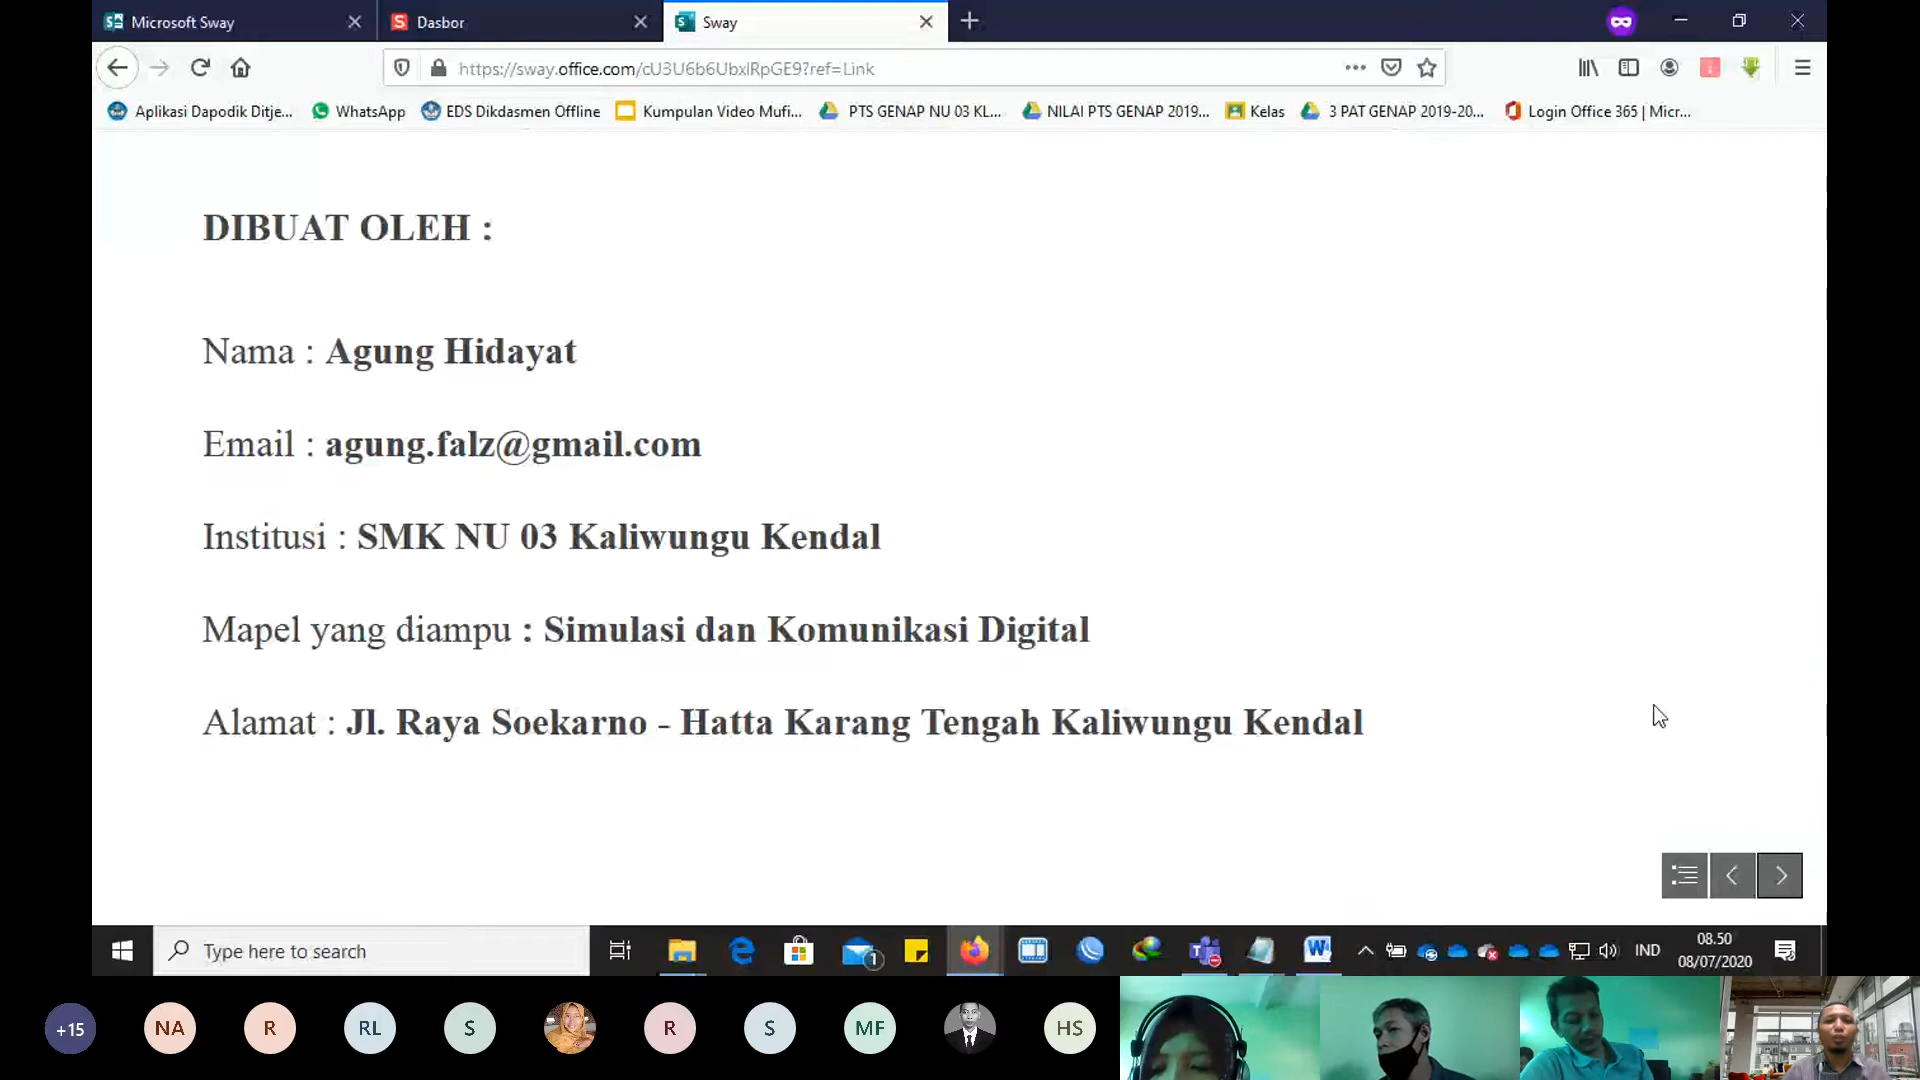 Microsoft Sway
Dasbor
Sway
https://sway.office.com/cU3U6b6UbxlRpGE9?ref=Link
Aplikasi Dapodik Ditje...
WhatsApp
EDS Dikdasmen Offline
Kumpulan Video Mufi...
PTS GENAP NU 03 KL...
NILAI PTS GENAP 2019...
Kelas
3 PAT GENAP 2019-20...
Login Office 365 | Micr...
DIBUAT OLEH :
Nama : Agung Hidayat
Email : agung.falz@gmail.com
Institusi : SMK NU 03 Kaliwungu Kendal
Mapel yang diampu : Simulasi dan Komunikasi Digital
Alamat : Jl. Raya Soekarno - Hatta Karang Tengah Kaliwungu Kendal
Type here to search
1
IND
08.50
08/07/2020
+15
NA
R
RL
S
R
S
MF
HS